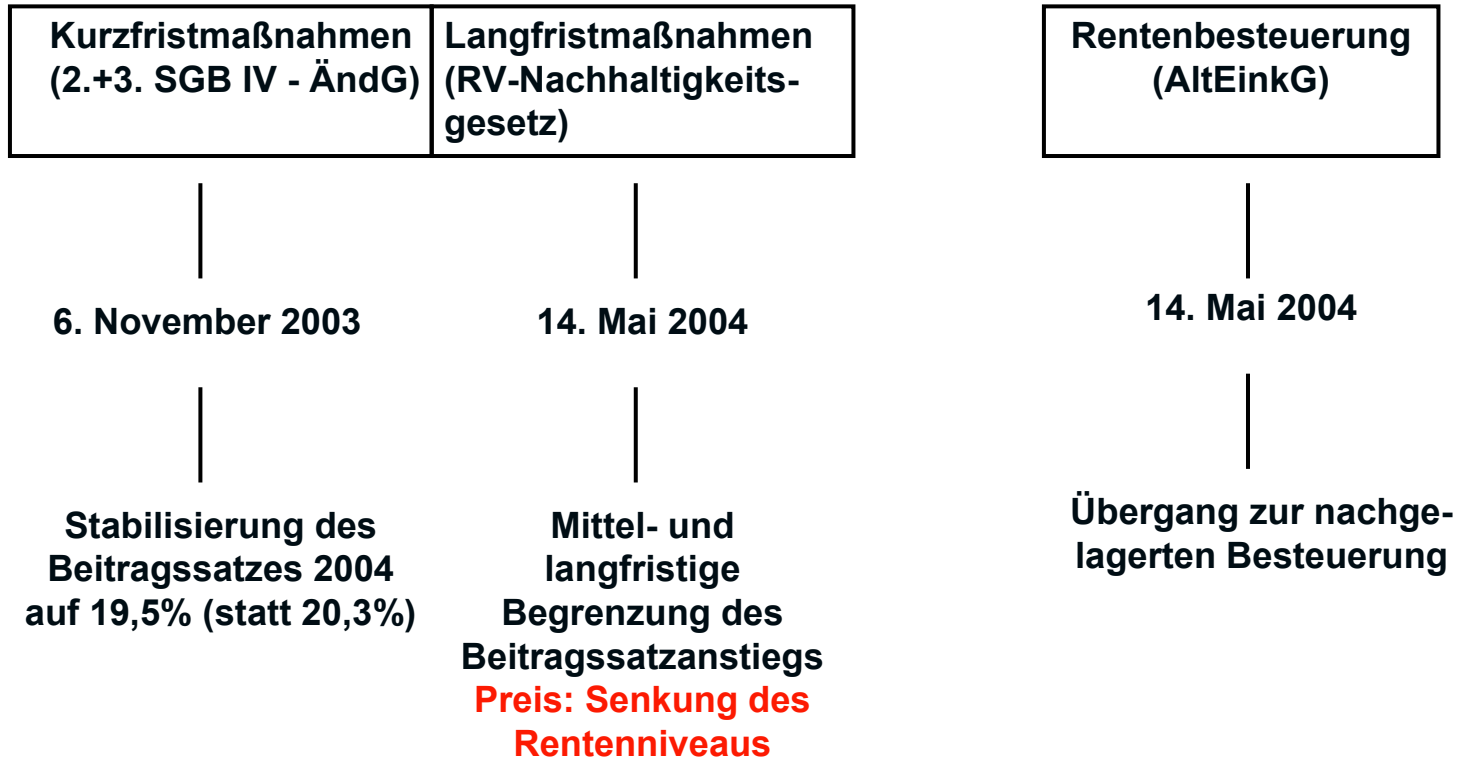 Kurzfristmaßnahmen
(2.+3. SGB IV - ÄndG)
Langfristmaßnahmen
(RV-Nachhaltigkeits-
gesetz)
Rentenbesteuerung
(AltEinkG)
6. November 2003
14. Mai 2004
14. Mai 2004
Stabilisierung des
Beitragssatzes 2004
auf 19,5% (statt 20,3%)
Mittel- und
langfristige
Begrenzung des
Beitragssatzanstiegs
Preis: Senkung des
Rentenniveaus
Übergang zur nachge-
lagerten Besteuerung